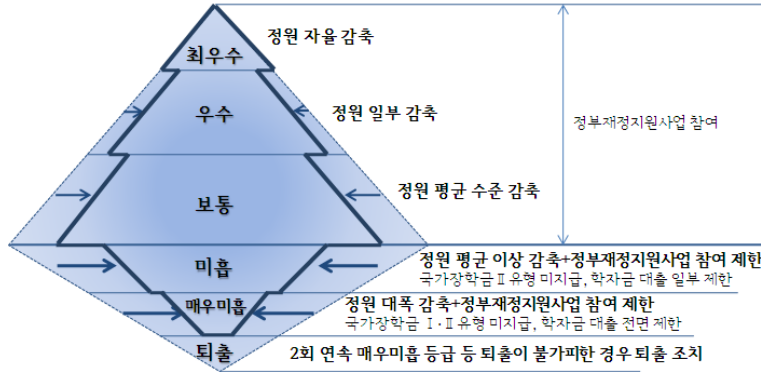 최우수
정원 자율 감축
우수
정원 일부 감축
정부재정지원사업 참여
보통
정원 평균 수준 감축
미흡
정원 평균 이상 감축+정부재정지원사업 참여 제한
국가장학금 Ⅱ 유형 미지급, 학자금 대출 일부 제한
매우미흡
정원 대폭 감축+정부재정지원사업 참여 제한
국가장학금 Ⅰ·Ⅱ 유형 미지급, 학자금 대출 전면 제한
퇴출
2회 연속 매우미흡 등급 등 퇴출이 불가피한 경우 퇴출 조치